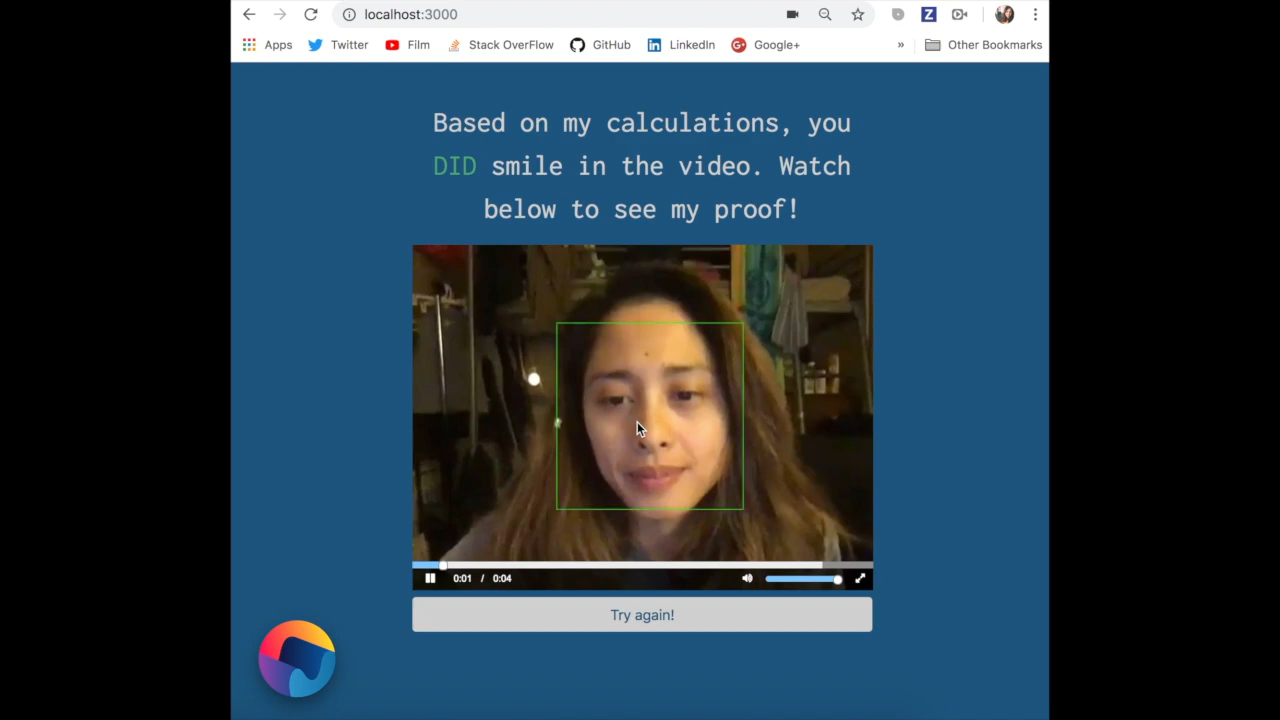 localhost:3000
Apps Twitter Film Stack OverFlow GitHub LinkedIn Google+ » Other Bookmarks
Z
Based on my calculations, you
DID smile in the video. Watch
below to see my proof!
0:01 / 0:04
Try again!